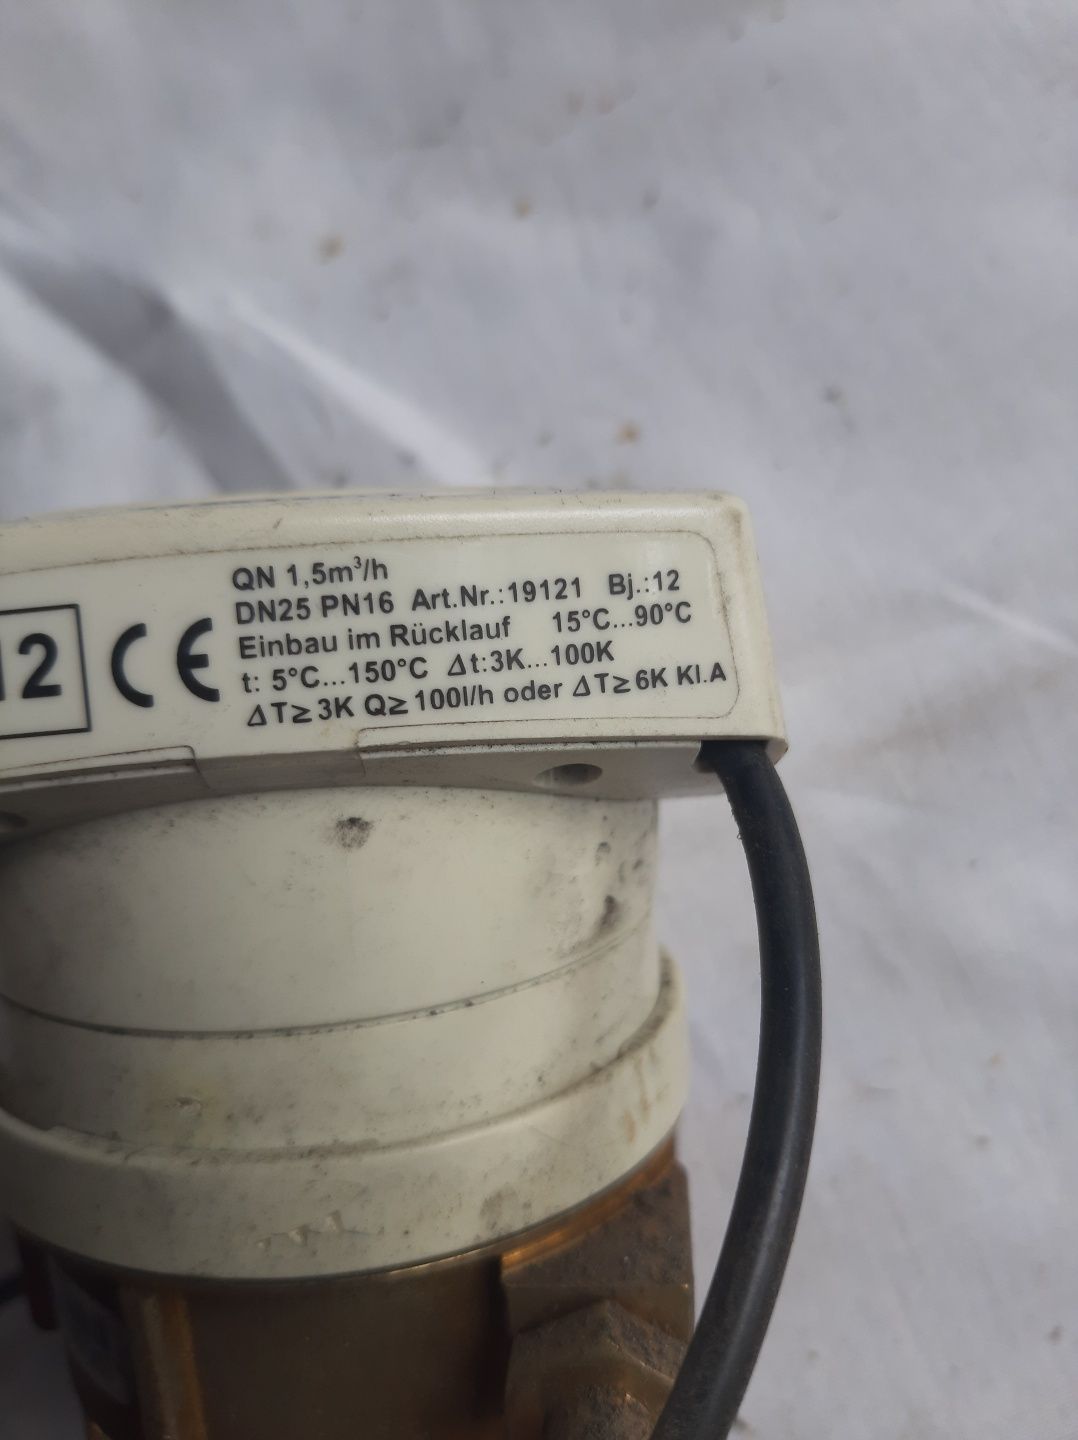 12
CE
QN 1,5m³/h
DN25 PN16 Art.Nr.:19121 Bj.:12
Einbau im Rücklauf 15°C...90°C
t: 5°C...150°C Δt:3K...100K
ΔT≥3K Q≥100l/h oder ΔT≥6K Kl.A